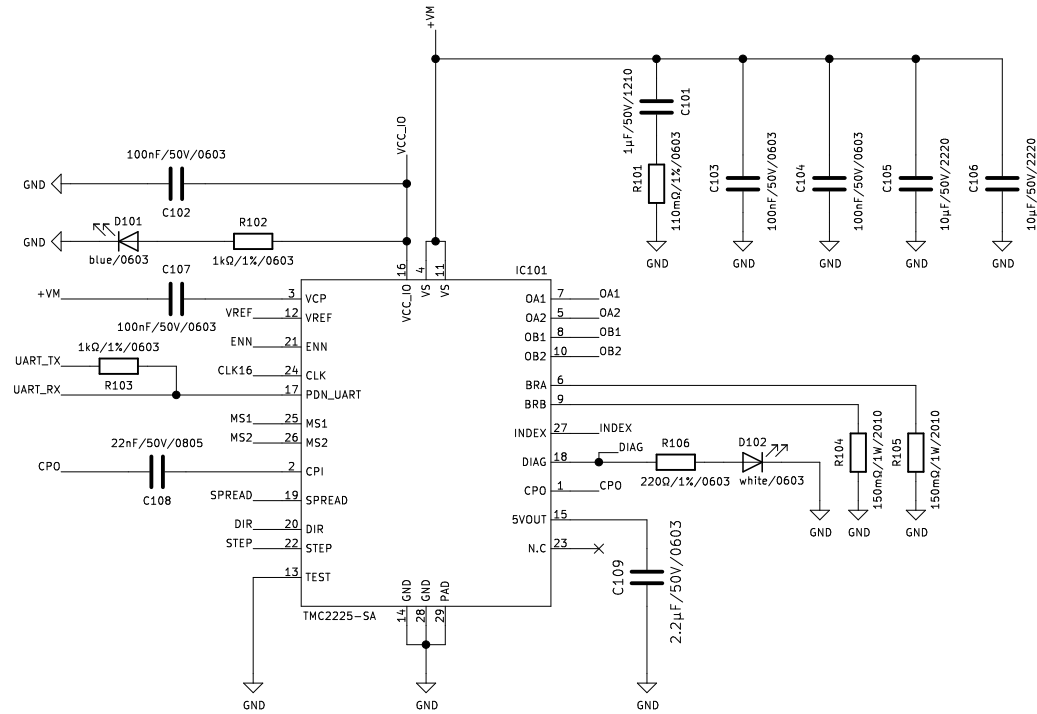 +VM
1µF/50V/1210
C101
R101
110mΩ/1%/0603
C103
100nF/50V/0603
C104
100nF/50V/0603
C105
10µF/50V/2220
C106
10µF/50V/2220
GND
GND
GND
GND
GND
VCC_IO
100nF/50V/0603
GND
C102
D101
R102
GND
blue/0603
1kΩ/1%/0603
C107
+VM
100nF/50V/0603
16
4
11
IC101
VCC_IO
VS
VS
3 VCP
VREF 12 VREF
ENN 21 ENN
1kΩ/1%/0603
UART_TX
R103
CLK16 24 CLK
UART_RX 17 PDN_UART
MS1 25 MS1
MS2 26 MS2
22nF/50V/0805
CPO 2 CPI
C108
SPREAD 19 SPREAD
DIR 20 DIR
STEP 22 STEP
13 TEST
OA1 7 OA1
OA2 5 OA2
OB1 8 OB1
OB2 10 OB2
BRA 6
BRB 9
INDEX 27 INDEX
DIAG 18 DIAG
R106
220Ω/1%/0603
D102
white/0603
GND
R104
150mΩ/1W/2010
GND
R105
150mΩ/1W/2010
GND
CPO 1 CPO
5VOUT 15
N.C 23
C109
2.2µF/50V/0603
GND
GND
PAD
TMC2225-SA
14
28
29
GND
GND
GND